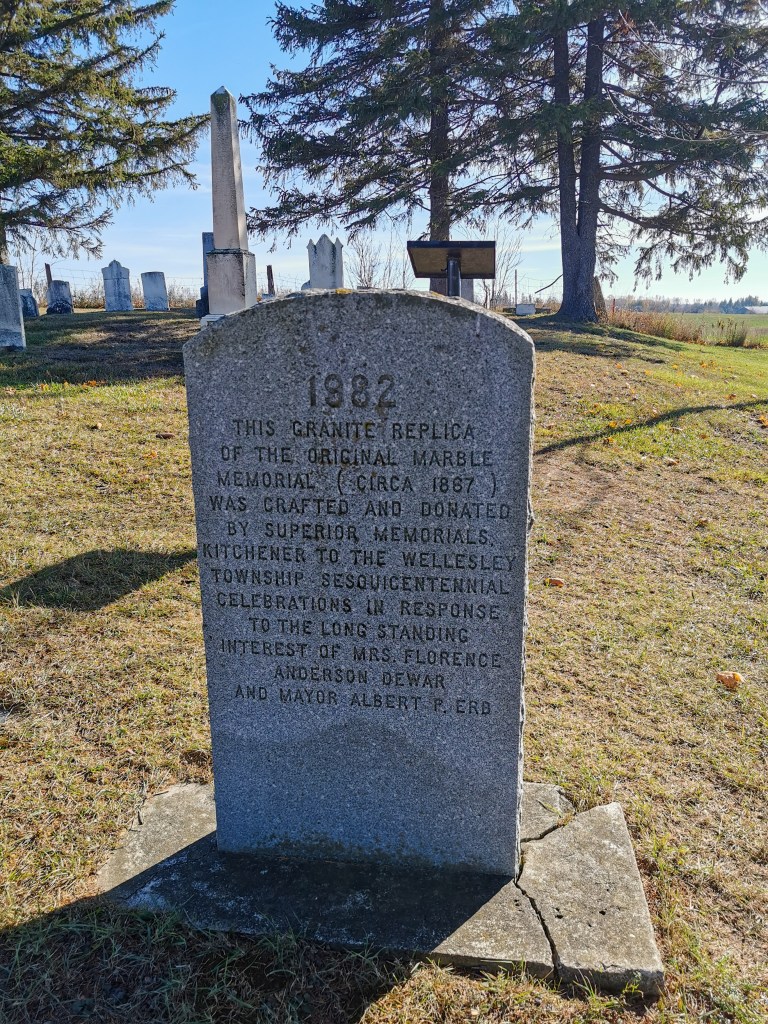 1982
THIS GRANITE REPLICA
OF THE ORIGINAL MARBLE
MEMORIAL ( CIRCA 1867 )
WAS CRAFTED AND DONATED
BY SUPERIOR MEMORIALS,
KITCHENER TO THE WELLESLEY
TOWNSHIP SESQUICENTENNIAL
CELEBRATIONS IN RESPONSE
TO THE LONG STANDING
INTEREST OF MRS. FLORENCE
ANDERSON DEWAR
AND MAYOR ALBERT P. ERB